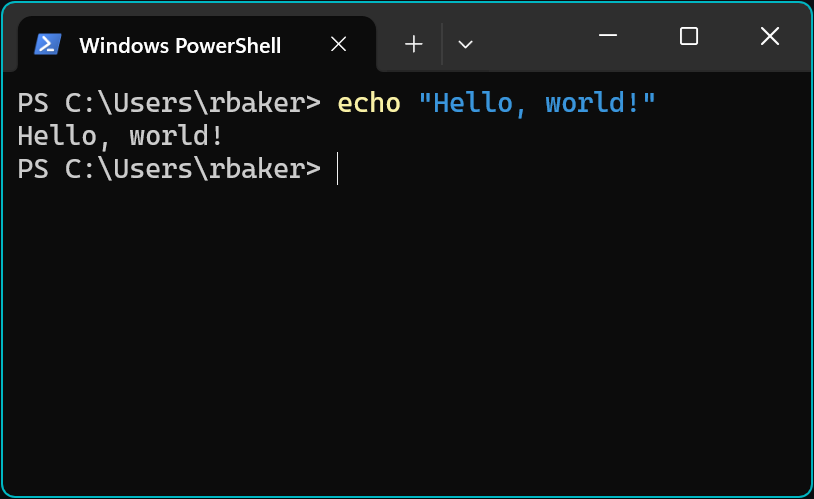 Windows PowerShell
PS C:\Users\rbaker> echo "Hello, world!"
Hello, world!
PS C:\Users\rbaker>